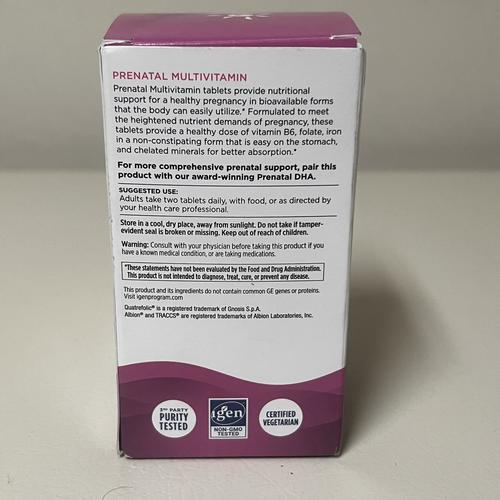 PRENATAL MULTIVITAMIN
Prenatal Multivitamin tablets provide nutritional
support for a healthy pregnancy in bioavailable forms
that the body can easily utilize.* Formulated to meet
the heightened nutrient demands of pregnancy, these
tablets provide a healthy dose of vitamin B6, folate, iron
in a non-constipating form that is easy on the stomach,
and chelated minerals for better absorption.*
For more comprehensive prenatal support, pair this
product with our award-winning Prenatal DHA.
SUGGESTED USE:
Adults take two tablets daily, with food, or as directed by
your health care professional.
Store in a cool, dry place, away from sunlight. Do not take if tamper-
evident seal is broken or missing. Keep out of reach of children.
Warning: Consult with your physician before taking this product if you
have a known medical condition, or are taking medications.
*These statements have not been evaluated by the Food and Drug Administration.
This product is not intended to diagnose, treat, cure, or prevent any disease.
This product and its ingredients do not contain common GE genes or proteins.
Visit igenprogram.com
Quatrefolic® is a registered trademark of Gnosis S.p.A.
Albion® and TRACCS® are registered trademarks of Albion Laboratories, Inc.
3RD PARTY
PURITY
TESTED
igen
NON-GMO
TESTED
CERTIFIED
VEGETARIAN